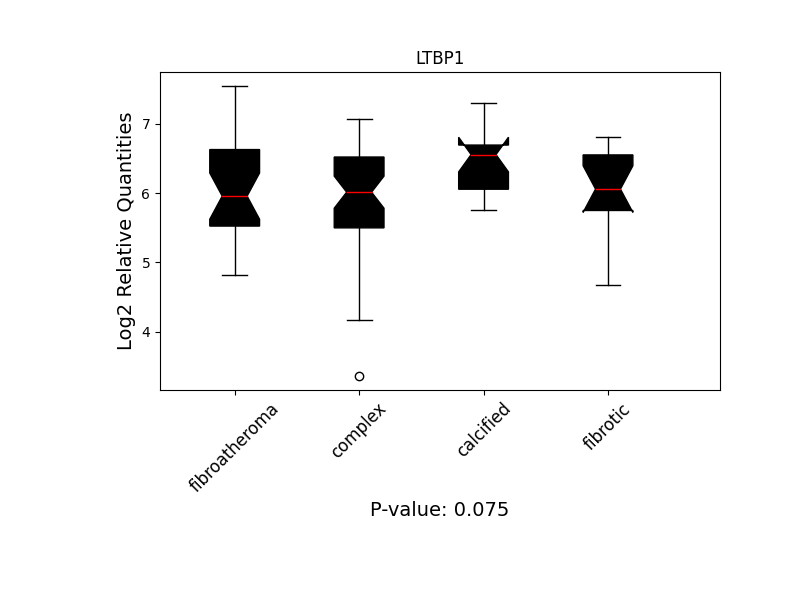 LTBP1
Log2 Relative Quantities
7
6
5
4
fibroatheroma
complex
calcified
fibrotic
P-value: 0.075